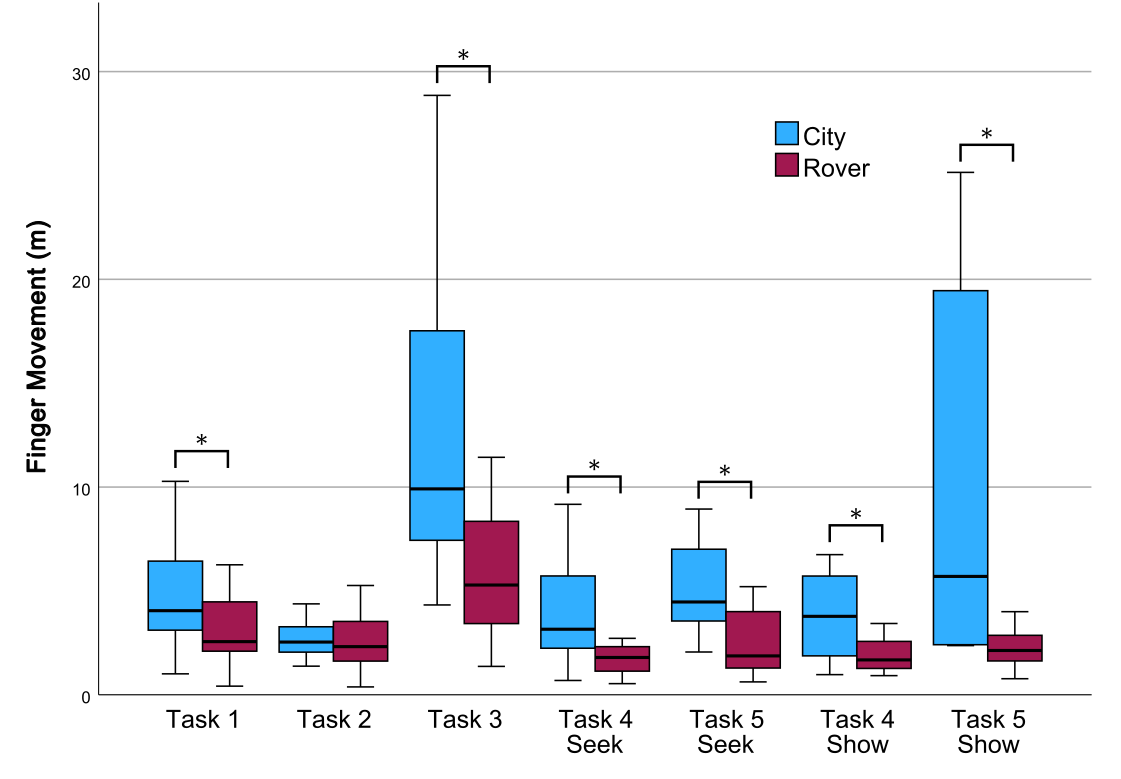 Finger Movement (m)
30
20
10
0
*
*
*
*
*
*
City
Rover
Task 1
Task 2
Task 3
Task 4
Seek
Task 5
Seek
Task 4
Show
Task 5
Show